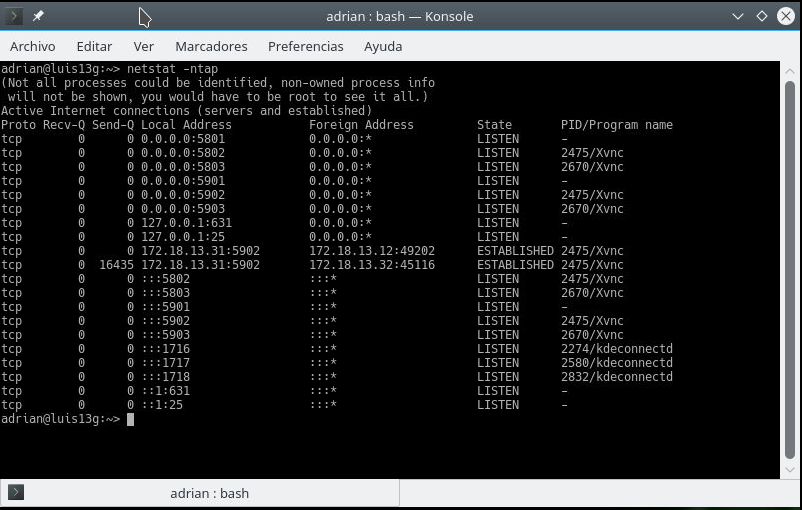 adrian : bash — Konsole
Archivo Editar Ver Marcadores Preferencias Ayuda
adrian@luis13g:~> netstat -ntap
(Not all processes could be identified, non-owned process info
 will not be shown, you would have to be root to see it all.)
Active Internet connections (servers and established)
Proto Recv-Q Send-Q Local Address           Foreign Address         State       PID/Program name
tcp        0      0 0.0.0.0:5801            0.0.0.0:*               LISTEN      -
tcp        0      0 0.0.0.0:5802            0.0.0.0:*               LISTEN      2475/Xvnc
tcp        0      0 0.0.0.0:5803            0.0.0.0:*               LISTEN      2670/Xvnc
tcp        0      0 0.0.0.0:5901            0.0.0.0:*               LISTEN      -
tcp        0      0 0.0.0.0:5902            0.0.0.0:*               LISTEN      2475/Xvnc
tcp        0      0 0.0.0.0:5903            0.0.0.0:*               LISTEN      2670/Xvnc
tcp        0      0 127.0.0.1:631           0.0.0.0:*               LISTEN      -
tcp        0      0 127.0.0.1:25            0.0.0.0:*               LISTEN      -
tcp        0      0 172.18.13.31:5902       172.18.13.12:49202      ESTABLISHED 2475/Xvnc
tcp        0  16435 172.18.13.31:5902       172.18.13.32:45116      ESTABLISHED 2475/Xvnc
tcp        0      0 :::5802                 :::*                    LISTEN      2475/Xvnc
tcp        0      0 :::5803                 :::*                    LISTEN      2670/Xvnc
tcp        0      0 :::5901                 :::*                    LISTEN      -
tcp        0      0 :::5902                 :::*                    LISTEN      2475/Xvnc
tcp        0      0 :::5903                 :::*                    LISTEN      2670/Xvnc
tcp        0      0 :::1716                 :::*                    LISTEN      2274/kdeconnectd
tcp        0      0 :::1717                 :::*                    LISTEN      2580/kdeconnectd
tcp        0      0 :::1718                 :::*                    LISTEN      2832/kdeconnectd
tcp        0      0 ::1:631                 :::*                    LISTEN      -
tcp        0      0 ::1:25                  :::*                    LISTEN      -
adrian@luis13g:~>
adrian : bash